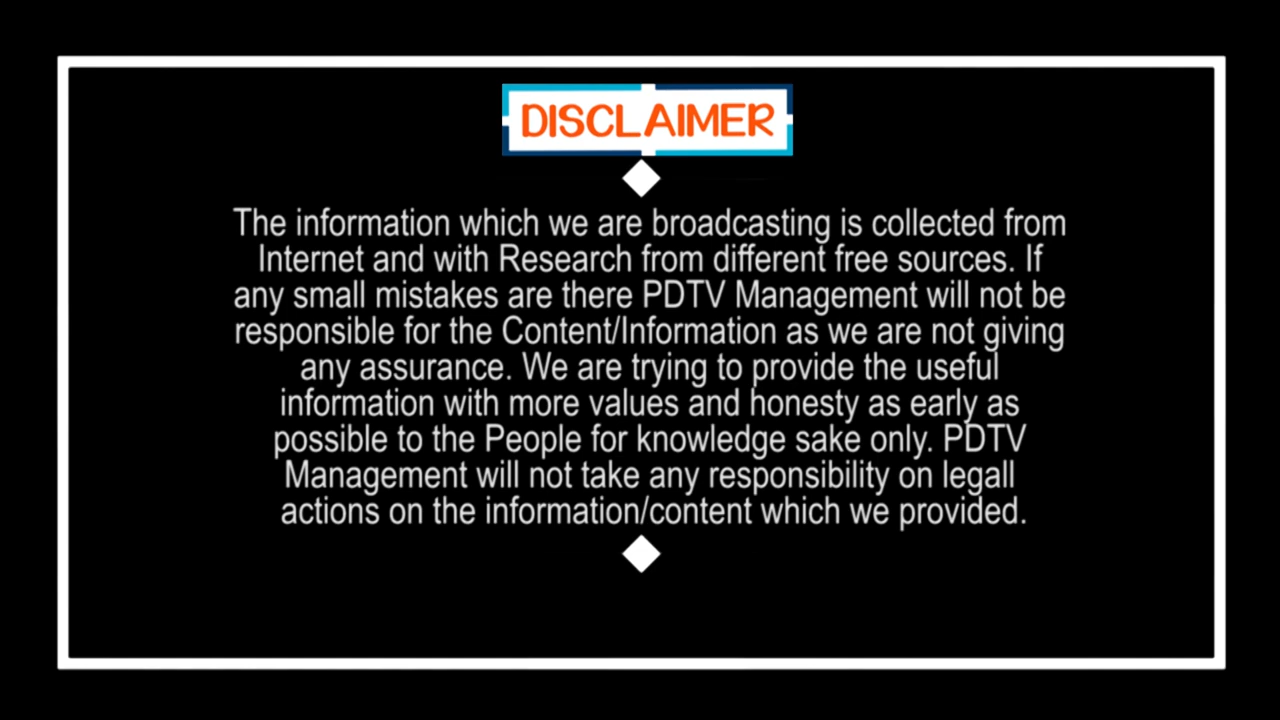 DISCLAIMER
The information which we are broadcasting is collected from
Internet and with Research from different free sources. If
any small mistakes are there PDTV Management will not be
responsible for the Content/Information as we are not giving
any assurance. We are trying to provide the useful
information with more values and honesty as early as
possible to the People for knowledge sake only. PDTV
Management will not take any responsibility on legall
actions on the information/content which we provided.